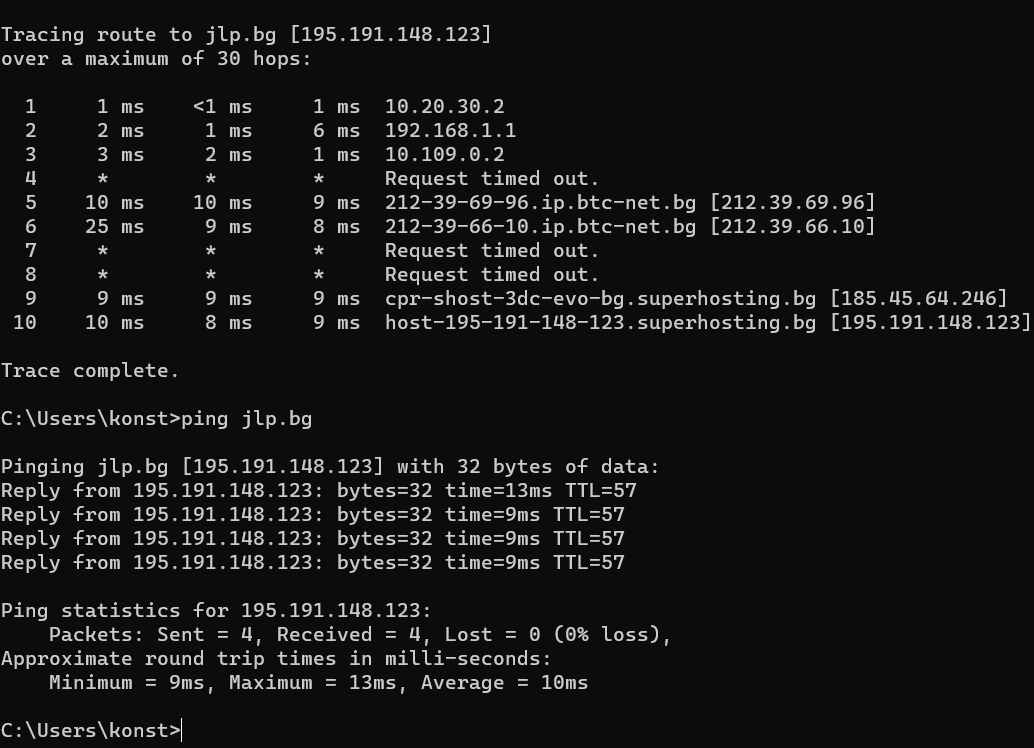 Tracing route to jlp.bg [195.191.148.123]
over a maximum of 30 hops:
1 1 ms <1 ms 1 ms 10.20.30.2
2 2 ms 1 ms 6 ms 192.168.1.1
3 3 ms 2 ms 1 ms 10.109.0.2
4 * * * Request timed out.
5 10 ms 10 ms 9 ms 212-39-69-96.ip.btc-net.bg [212.39.69.96]
6 25 ms 9 ms 8 ms 212-39-66-10.ip.btc-net.bg [212.39.66.10]
7 * * * Request timed out.
8 * * * Request timed out.
9 9 ms 9 ms 9 ms cpr-shost-3dc-evo-bg.superhosting.bg [185.45.64.246]
10 10 ms 8 ms 9 ms host-195-191-148-123.superhosting.bg [195.191.148.123]
Trace complete.
C:\Users\konst>ping jlp.bg
Pinging jlp.bg [195.191.148.123] with 32 bytes of data:
Reply from 195.191.148.123: bytes=32 time=13ms TTL=57
Reply from 195.191.148.123: bytes=32 time=9ms TTL=57
Reply from 195.191.148.123: bytes=32 time=9ms TTL=57
Reply from 195.191.148.123: bytes=32 time=9ms TTL=57
Ping statistics for 195.191.148.123:
Packets: Sent = 4, Received = 4, Lost = 0 (0% loss),
Approximate round trip times in milli-seconds:
Minimum = 9ms, Maximum = 13ms, Average = 10ms
C:\Users\konst>